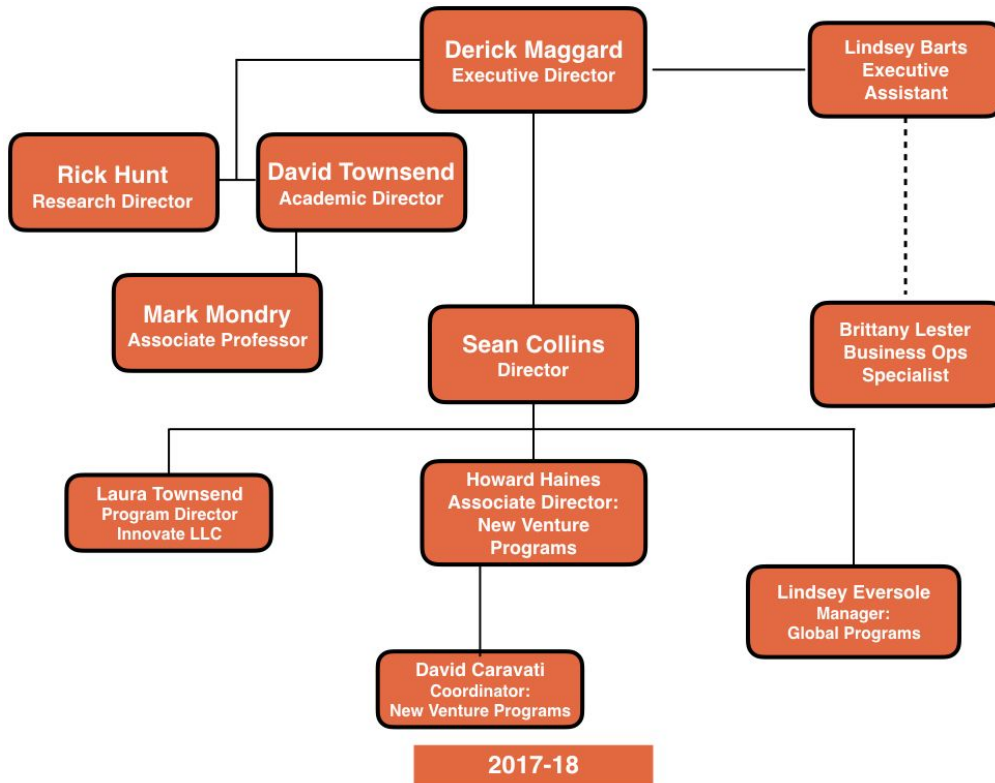 Derick Maggard
Executive Director
Lindsey Barts
Executive
Assistant
Rick Hunt
Research Director
David Townsend
Academic Director
Mark Mondry
Associate Professor
Sean Collins
Director
Brittany Lester
Business Ops
Specialist
Laura Townsend
Program Director
Innovate LLC
Howard Haines
Associate Director:
New Venture
Programs
Lindsey Eversole
Manager:
Global Programs
David Caravati
Coordinator:
New Venture Programs
2017-18